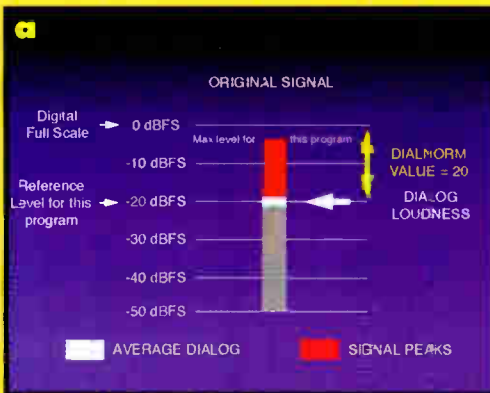 a
ORIGINAL SIGNAL
Digital
Full Scale
0 dBFS
Max level for this program
-10 dBFS
DIALNORM
VALUE = 20
Reference
Level for this
program
-20 dBFS
DIALOG
LOUDNESS
-30 dBFS
-40 dBFS
-50 dBFS
AVERAGE DIALOG
SIGNAL PEAKS